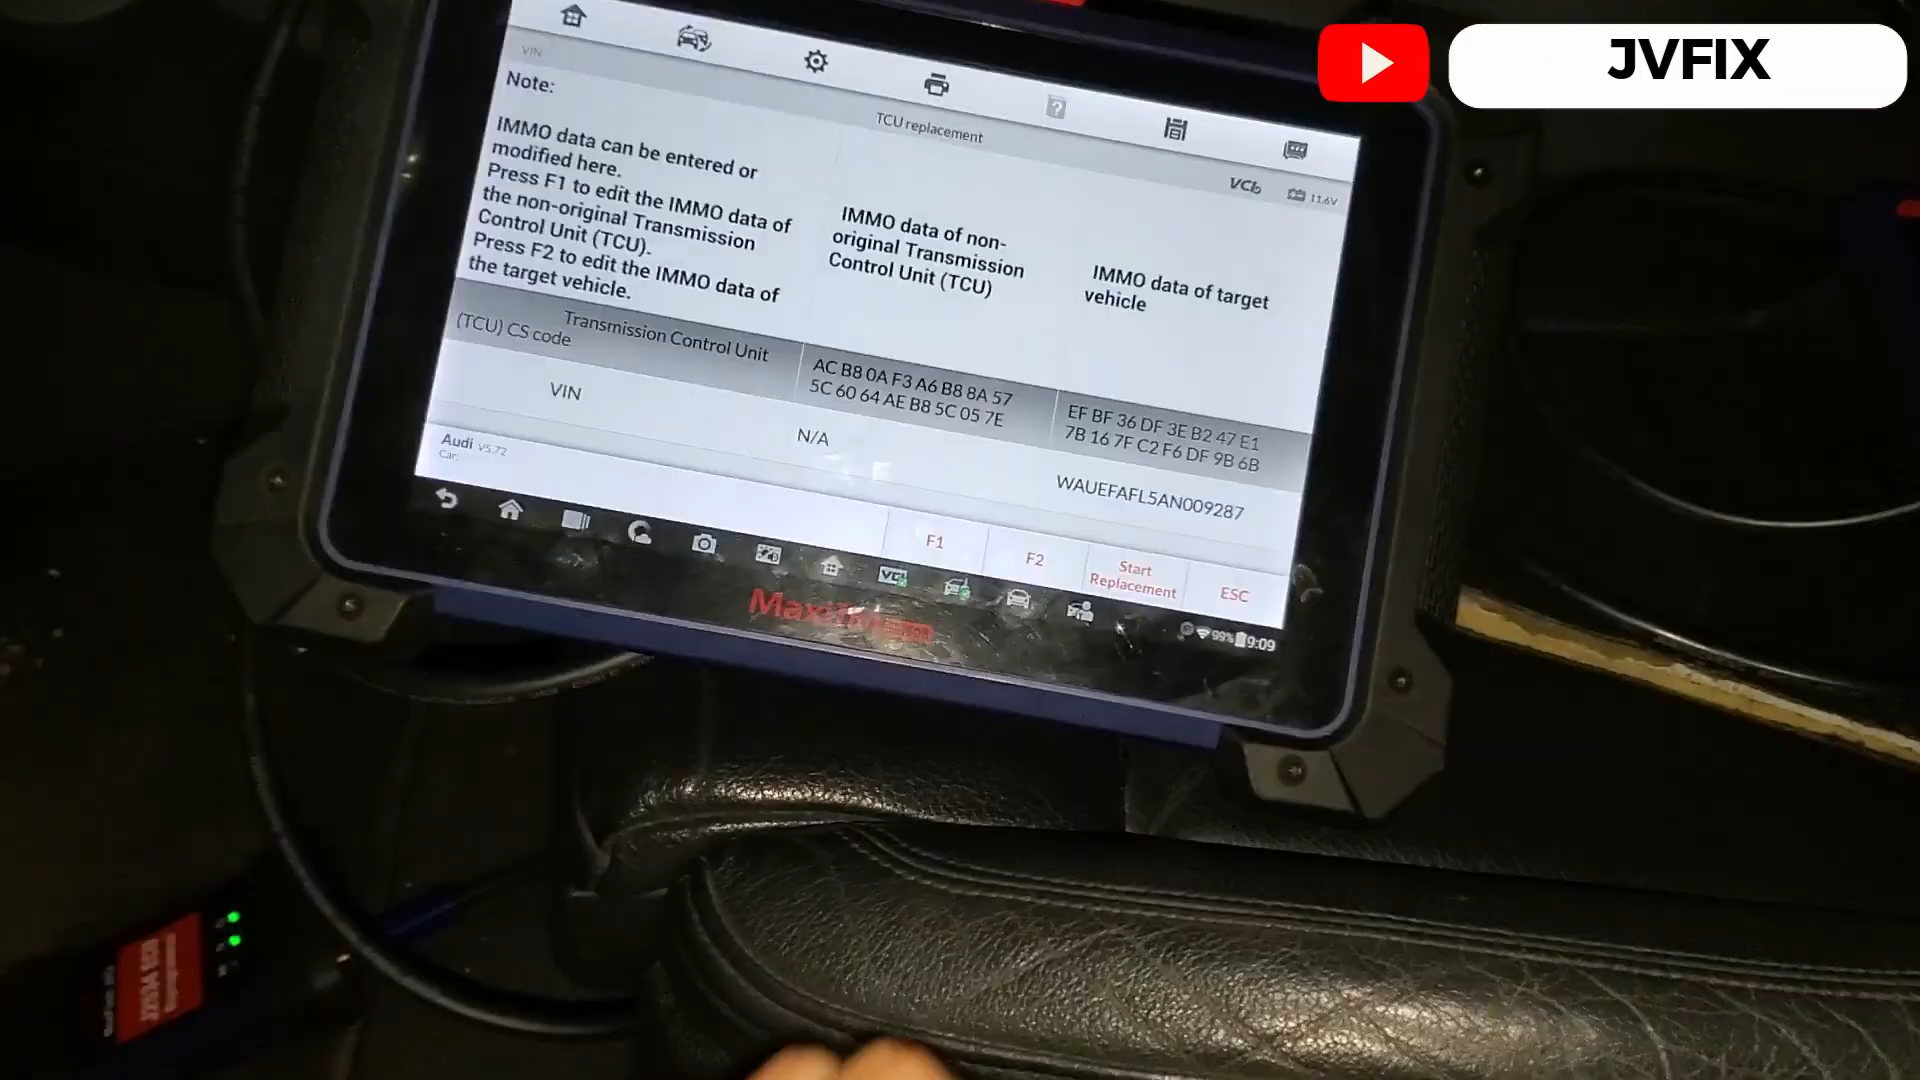 JVFIX
VIN
TCU replacement
VCI
11.6V
Note:
IMMO data can be entered or
modified here.
Press F1 to edit the IMMO data of
the non-original Transmission
Control Unit (TCU).
Press F2 to edit the IMMO data of
the target vehicle.
IMMO data of non-
original Transmission
Control Unit (TCU)
IMMO data of target
vehicle
Transmission Control Unit
(TCU) CS code
AC B8 0A F3 A6 B8 8A 57
5C 60 64 AE B8 5C 05 7E
EF BF 36 DF 3E B2 47 E1
7B 16 7F C2 F6 DF 9B 6B
VIN
N/A
WAUEFAFL5AN009287
Audi V5.72
Car:
F1
F2
Start
Replacement
ESC
VCI
99%
9:09